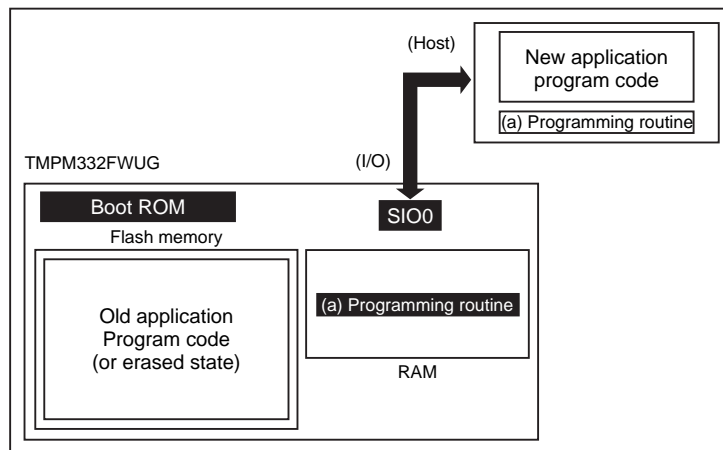 (Host)
New application
program code
(a) Programming routine
TMPM332FWUG
(I/O)
Boot ROM
SIO0
Flash memory
Old application
Program code
(or erased state)
(a) Programming routine
RAM